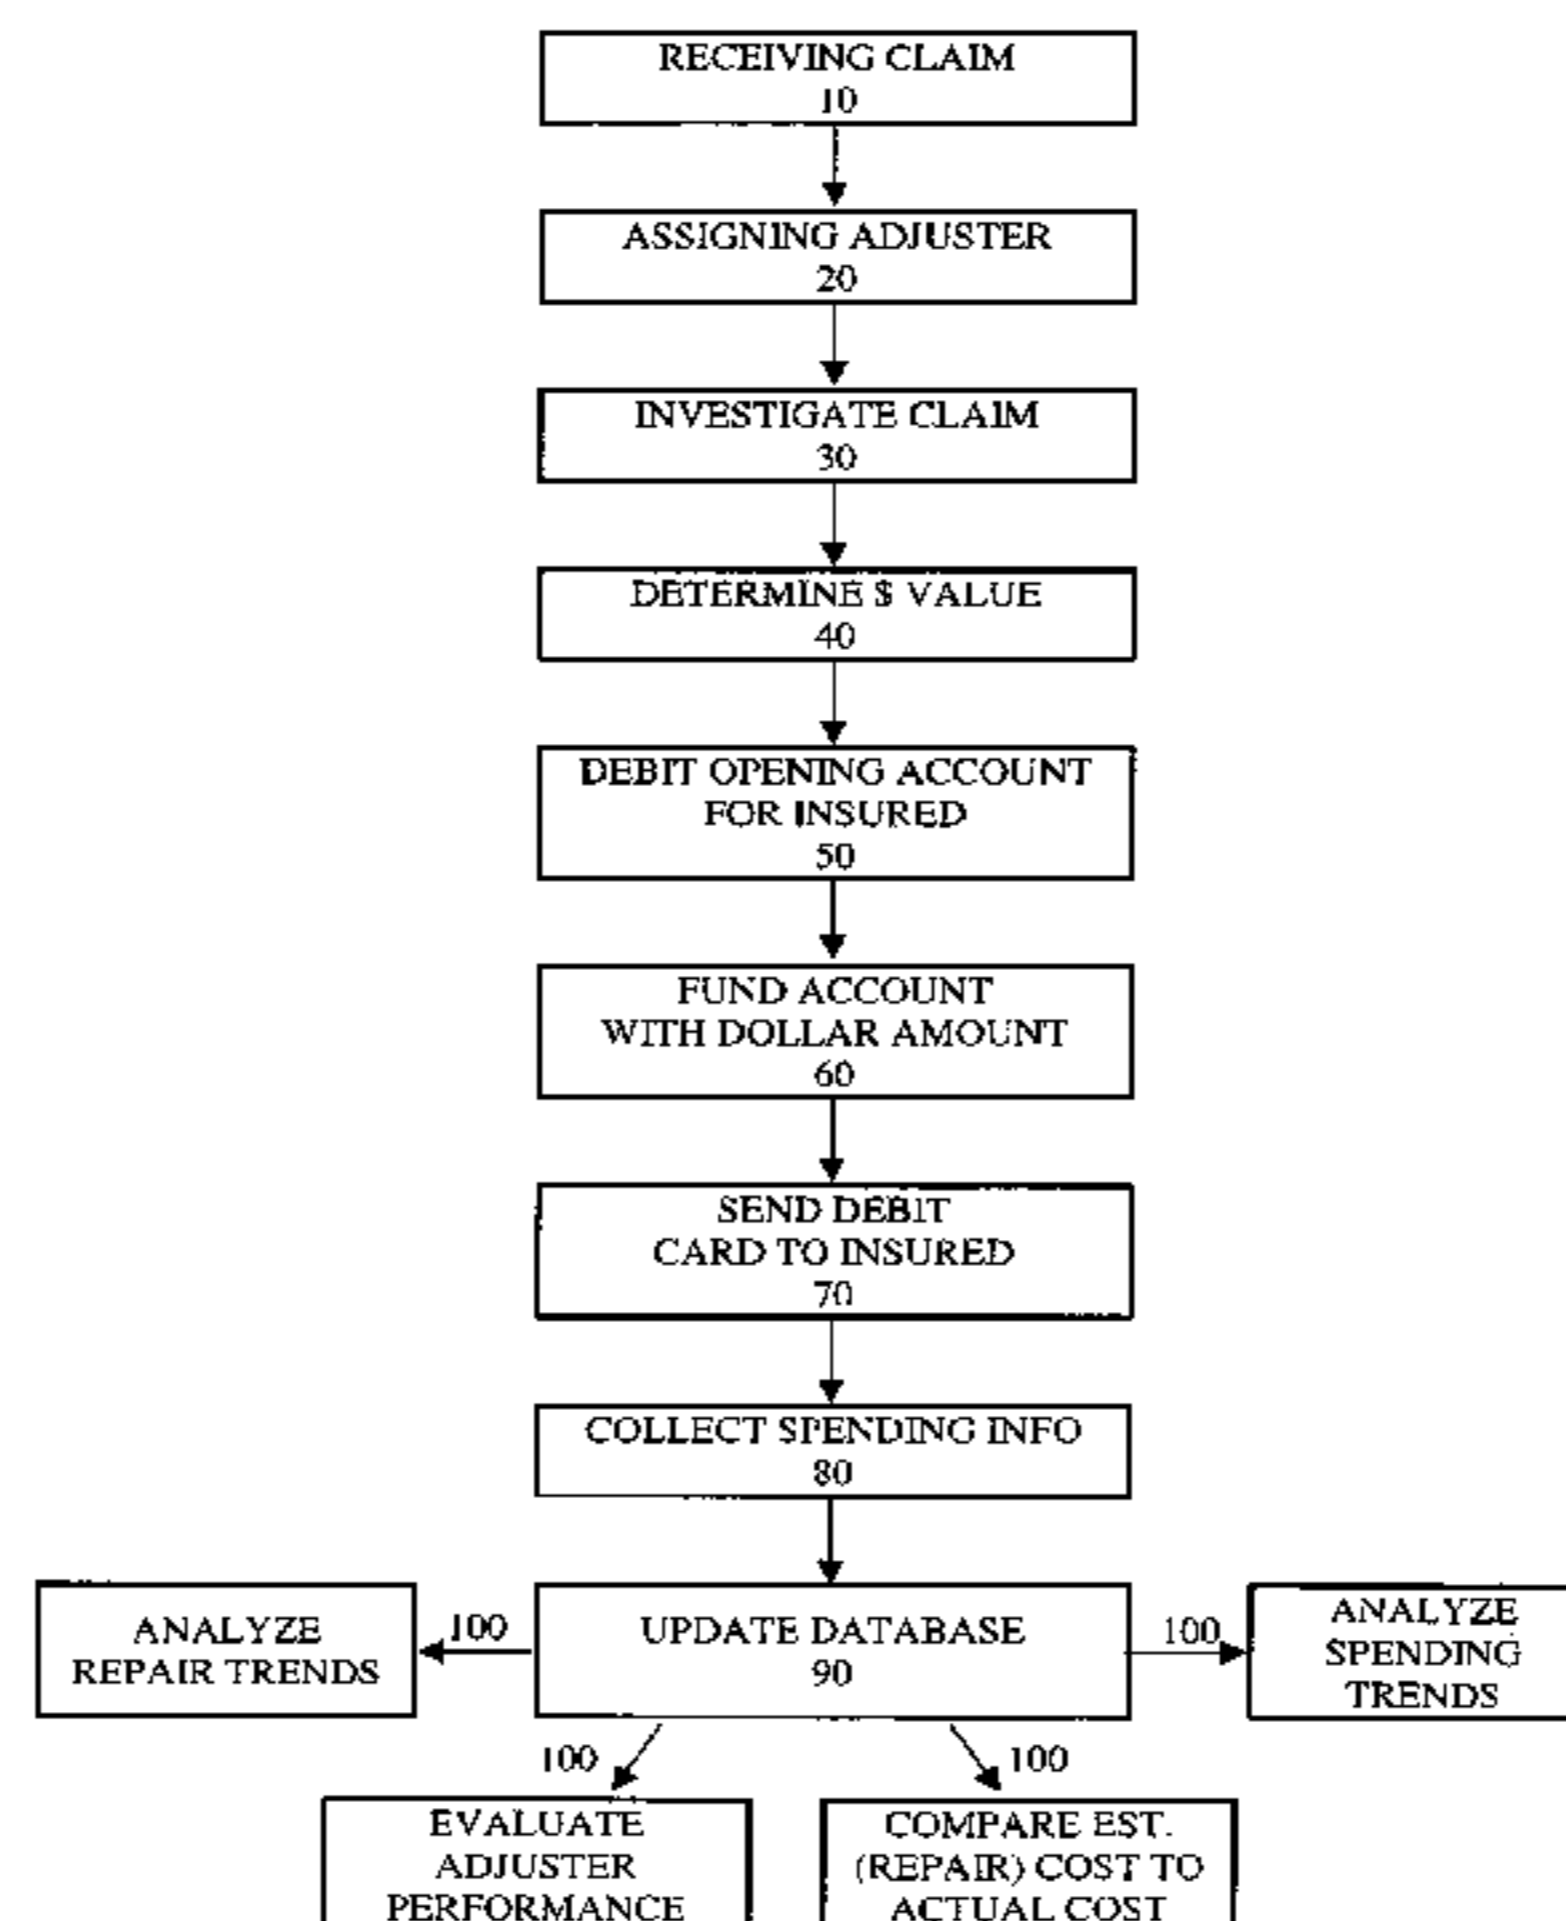 RECEIVING CLAIM
10
ASSIGNING ADJUSTER
20
INVESTIGATE CLAIM
30
DETERMINE $ VALUE
40
DEBIT OPENING ACCOUNT
FOR INSURED
50
FUND ACCOUNT
WITH DOLLAR AMOUNT
60
SEND DEBIT
CARD TO INSURED
70
COLLECT SPENDING INFO
80
ANALYZE
REPAIR TRENDS
100
UPDATE DATABASE
90
100
ANALYZE
SPENDING
TRENDS
100
100
EVALUATE
ADJUSTER
PERFORMANCE
COMPARE EST.
(REPAIR) COST TO
ACTUAL COST